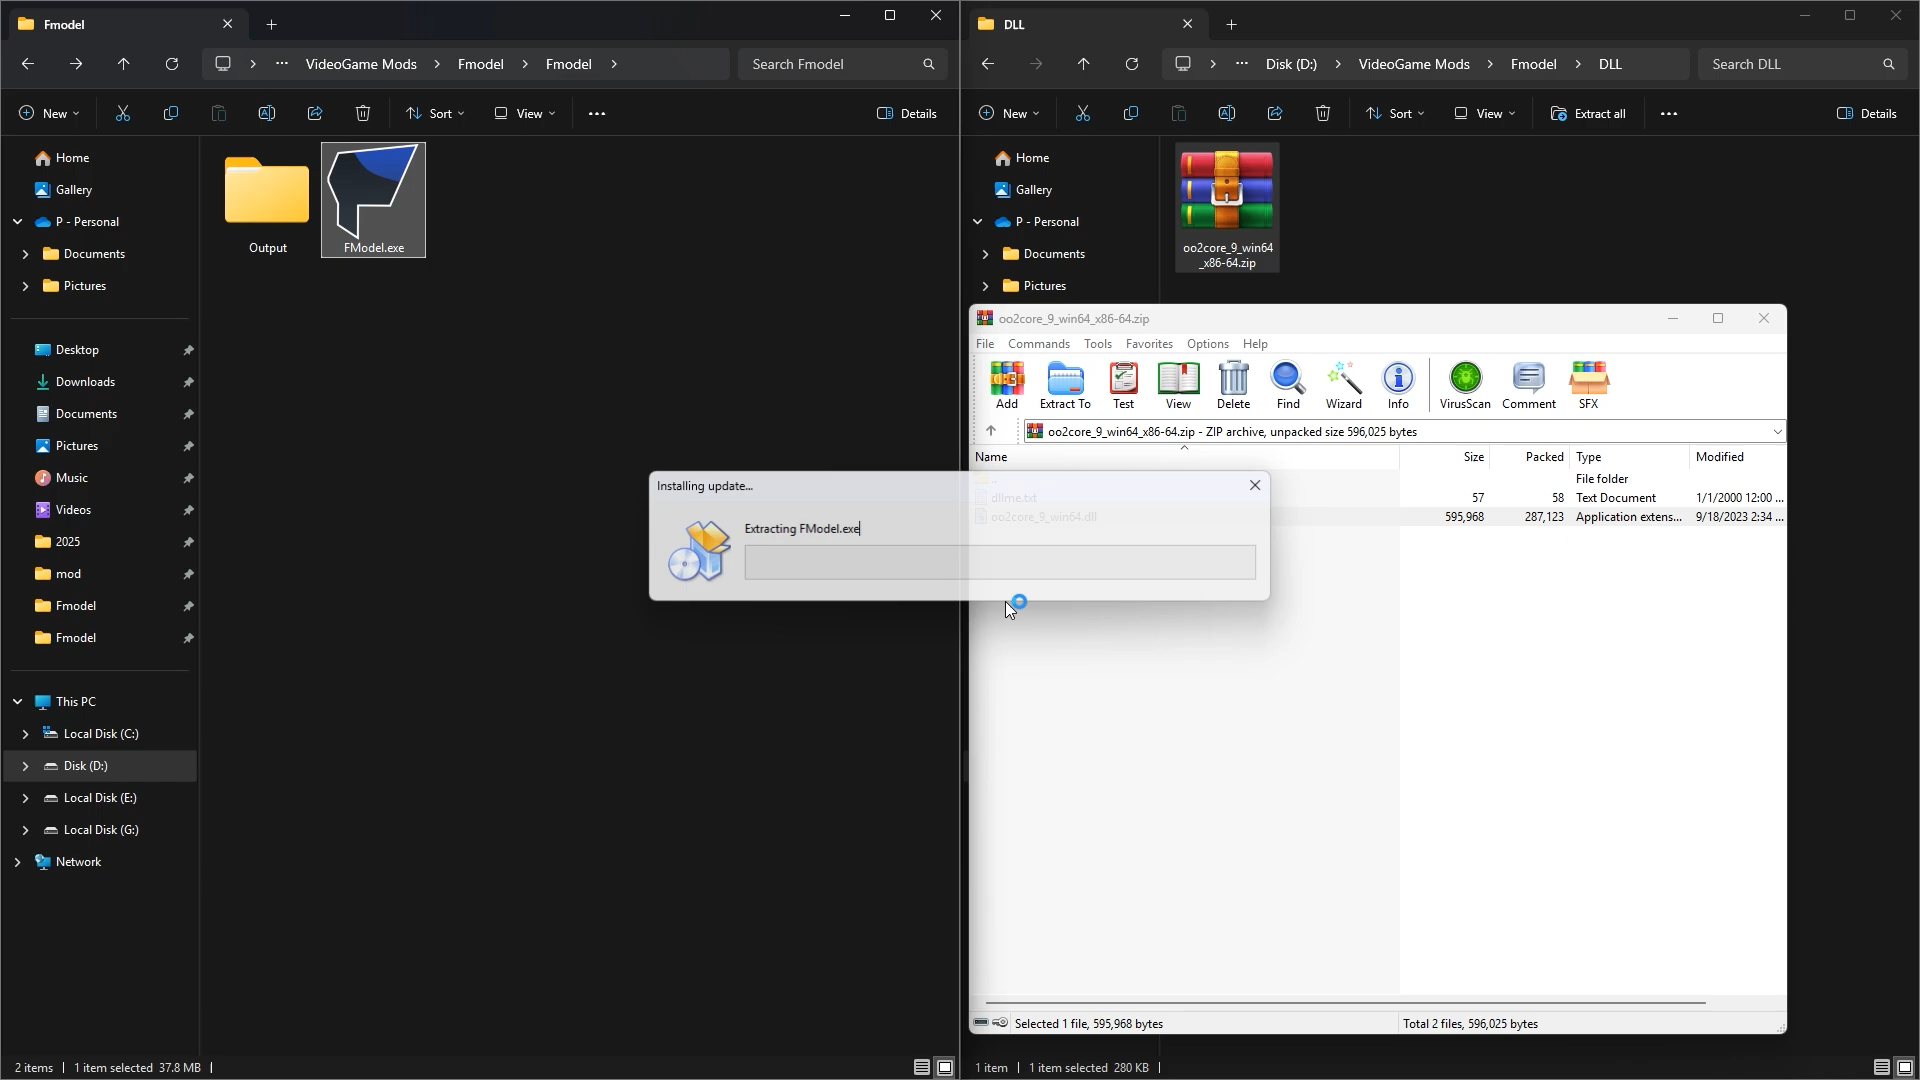 Fmodel
VideoGame Mods
Fmodel
Fmodel
Search Fmodel
New
Sort
View
Details
Home
Gallery
P - Personal
Documents
Pictures
Desktop
Downloads
Documents
Pictures
Music
Videos
2025
mod
Fmodel
Fmodel
This PC
Local Disk (C:)
Disk (D:)
Local Disk (E:)
Local Disk (G:)
Network
Output
FModel.exe
2 items
1 item selected 37.8 MB
DLL
Disk (D:)
VideoGame Mods
Fmodel
DLL
Search DLL
New
Sort
View
Extract all
Details
Home
Gallery
P - Personal
Documents
Pictures
oo2core_9_win64
_x86-64.zip
oo2core_9_win64_x86-64.zip
File Commands Tools Favorites Options Help
Add Extract To Test View Delete Find Wizard Info VirusScan Comment SFX
oo2core_9_win64_x86-64.zip - ZIP archive, unpacked size 596,025 bytes
Name Size Packed Type Modified
.. File folder
dllme.txt 57 58 Text Document 1/1/2000 12:00 ...
oo2core_9_win64.dll 595,968 287,123 Application extens... 9/18/2023 2:34 ...
Installing update...
Extracting FModel.exe
Selected 1 file, 595,968 bytes
Total 2 files, 596,025 bytes
1 item
1 item selected 280 KB